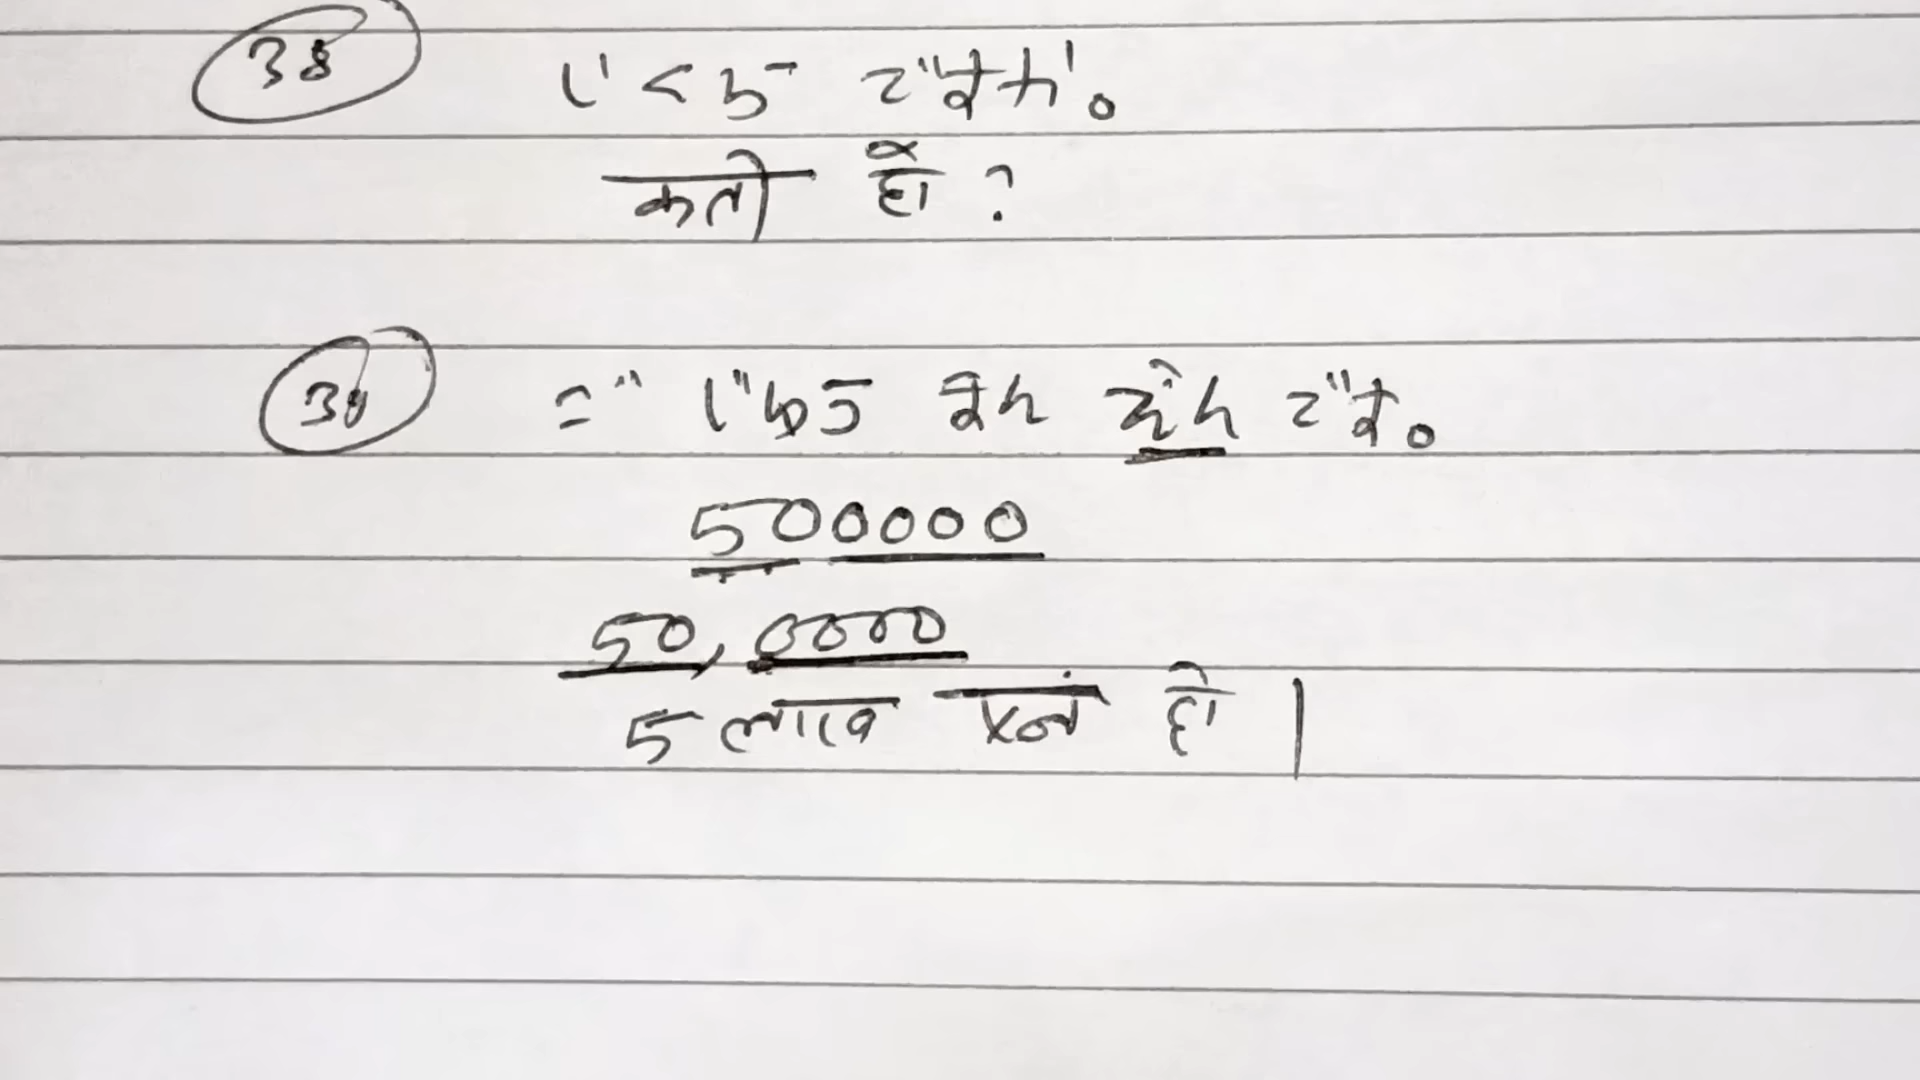 38 いくら ですか。
कती हो ?
39 ごじゅう まん えん です。
500000
50,0000
5 लाख हो |